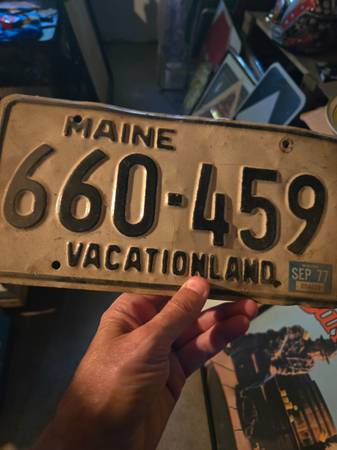 MAINE
660-459
VACATIONLAND
SEP 77